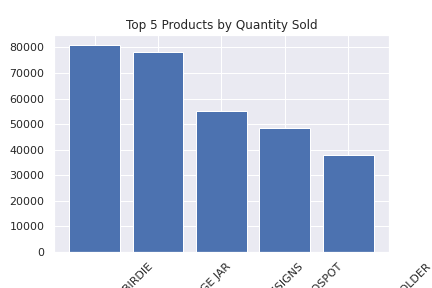 Top 5 Products by Quantity Sold
80000
70000
60000
50000
40000
30000
20000
10000
0
BIRDIE
GE JAR
SIGNS
OSPOT
OLDER